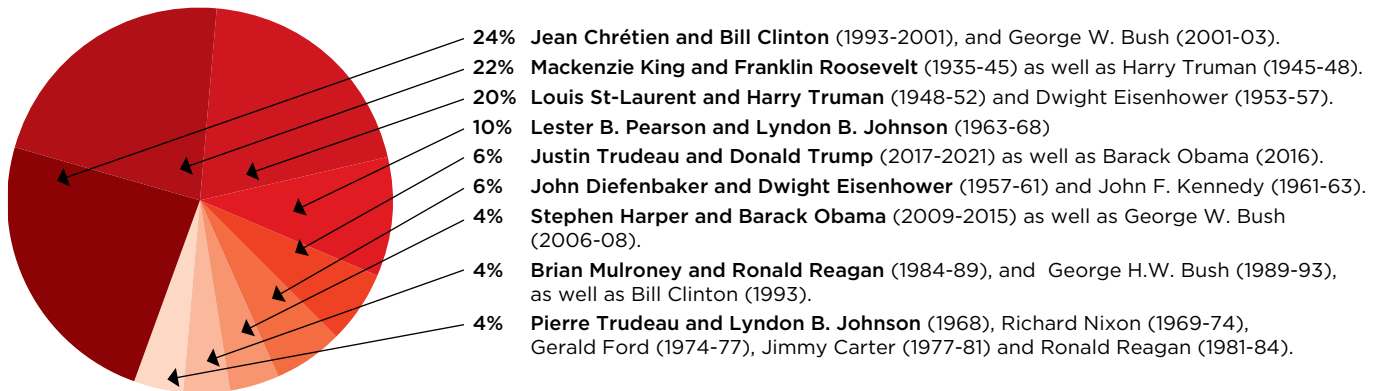 24% Jean Chrétien and Bill Clinton (1993-2001), and George W. Bush (2001-03).
22% Mackenzie King and Franklin Roosevelt (1935-45) as well as Harry Truman (1945-48).
20% Louis St-Laurent and Harry Truman (1948-52) and Dwight Eisenhower (1953-57).
10% Lester B. Pearson and Lyndon B. Johnson (1963-68)
6% Justin Trudeau and Donald Trump (2017-2021) as well as Barack Obama (2016).
6% John Diefenbaker and Dwight Eisenhower (1957-61) and John F. Kennedy (1961-63).
4% Stephen Harper and Barack Obama (2009-2015) as well as George W. Bush
(2006-08).
4% Brian Mulroney and Ronald Reagan (1984-89), and George H.W. Bush (1989-93),
as well as Bill Clinton (1993).
4% Pierre Trudeau and Lyndon B. Johnson (1968), Richard Nixon (1969-74),
Gerald Ford (1974-77), Jimmy Carter (1977-81) and Ronald Reagan (1981-84).